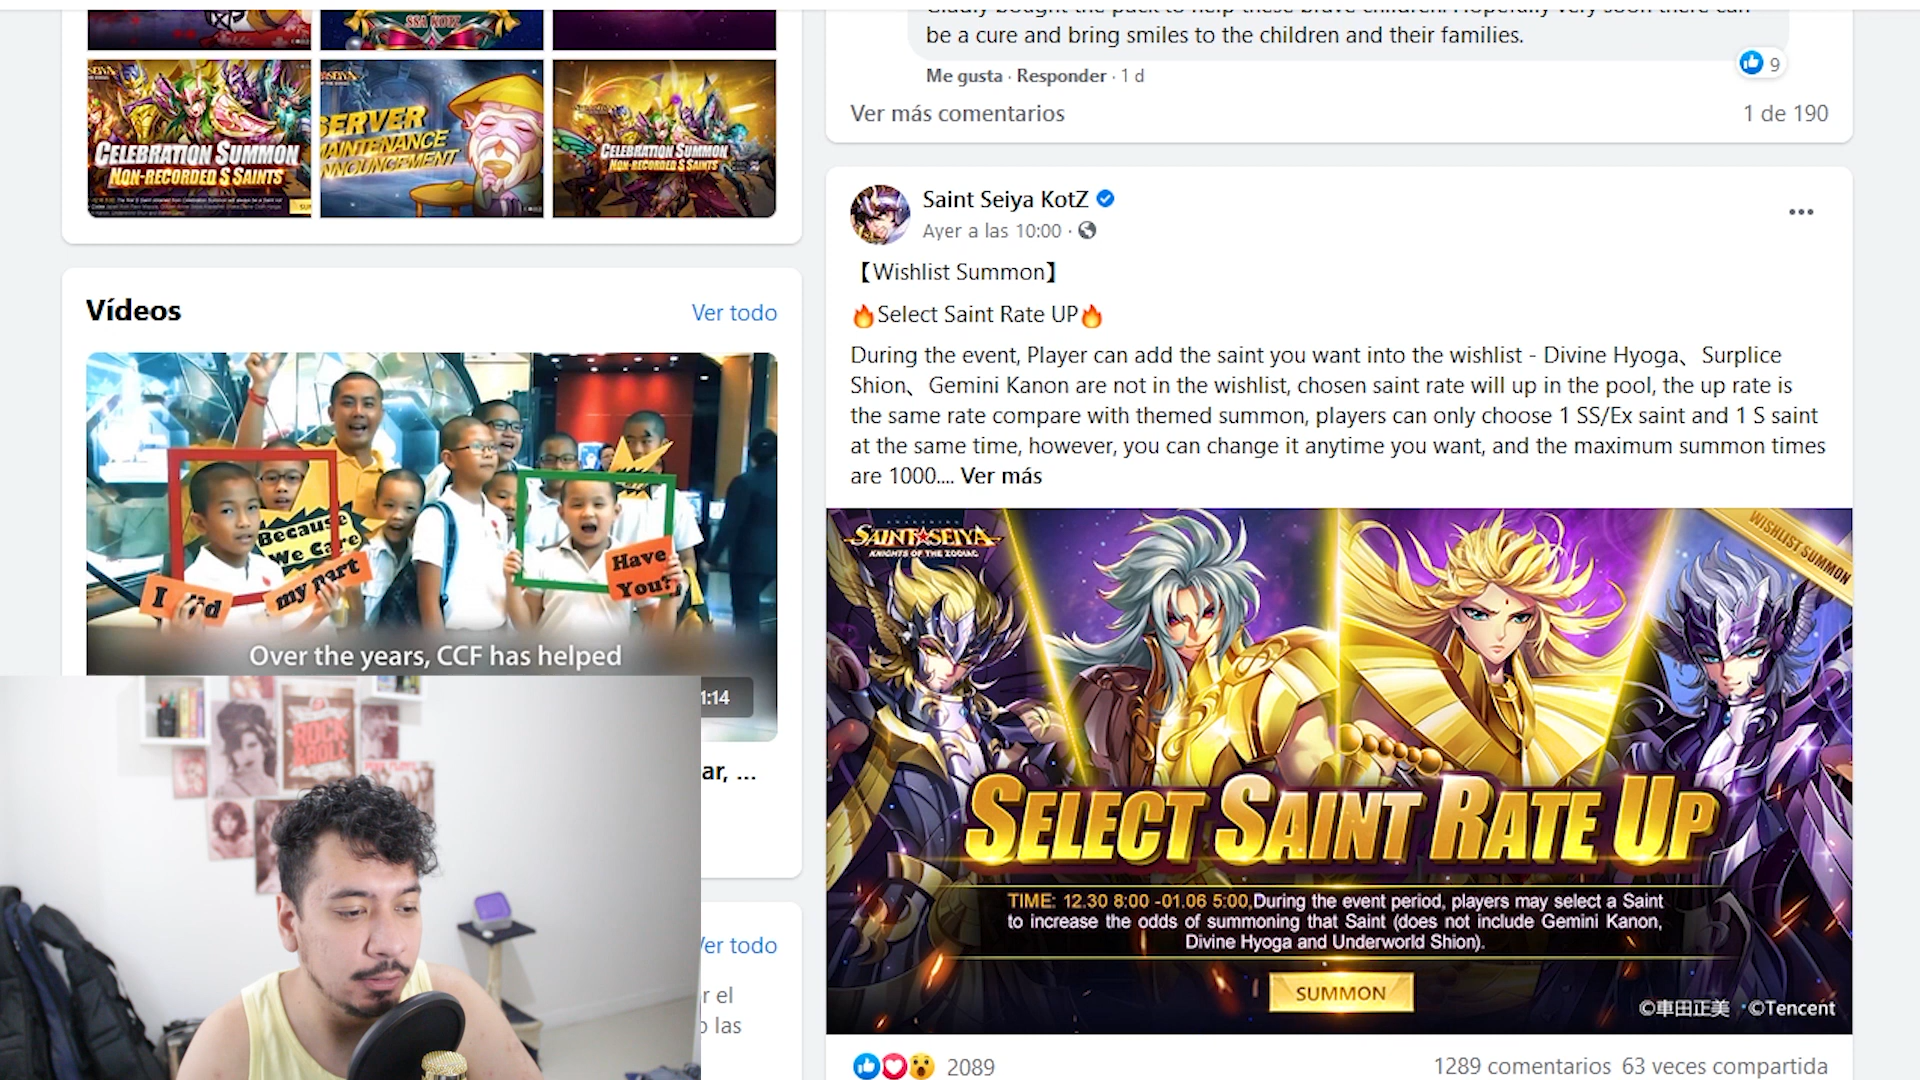 SSA KOTZ
CELEBRATION SUMMON
NON-RECORDED S SAINTS
SERVER
MAINTENANCE
ANNOUNCEMENT
CELEBRATION SUMMON
NON-RECORDED S SAINTS
Vídeos
Ver todo
Because
We Care
I did
my part
Have
You?
Over the years, CCF has helped
1:14
ar, ...
ROCK
& ROLL
Ver todo
r el
o las
be a cure and bring smiles to the children and their families.
Me gusta · Responder · 1 d
9
Ver más comentarios
1 de 190
Saint Seiya KotZ
Ayer a las 10:00 ·
【Wishlist Summon】
🔥Select Saint Rate UP🔥
During the event, Player can add the saint you want into the wishlist - Divine Hyoga、Surplice
Shion、Gemini Kanon are not in the wishlist, chosen saint rate will up in the pool, the up rate is
the same rate compare with themed summon, players can only choose 1 SS/Ex saint and 1 S saint
at the same time, however, you can change it anytime you want, and the maximum summon times
are 1000.... Ver más
SAINT SEIYA
KNIGHTS OF THE ZODIAC
WISHLIST SUMMON
SELECT SAINT RATE UP
TIME: 12.30 8:00 -01.06 5:00,During the event period, players may select a Saint
to increase the odds of summoning that Saint (does not include Gemini Kanon,
Divine Hyoga and Underworld Shion).
SUMMON
©車田正美 ·©Tencent
2089
1289 comentarios 63 veces compartida